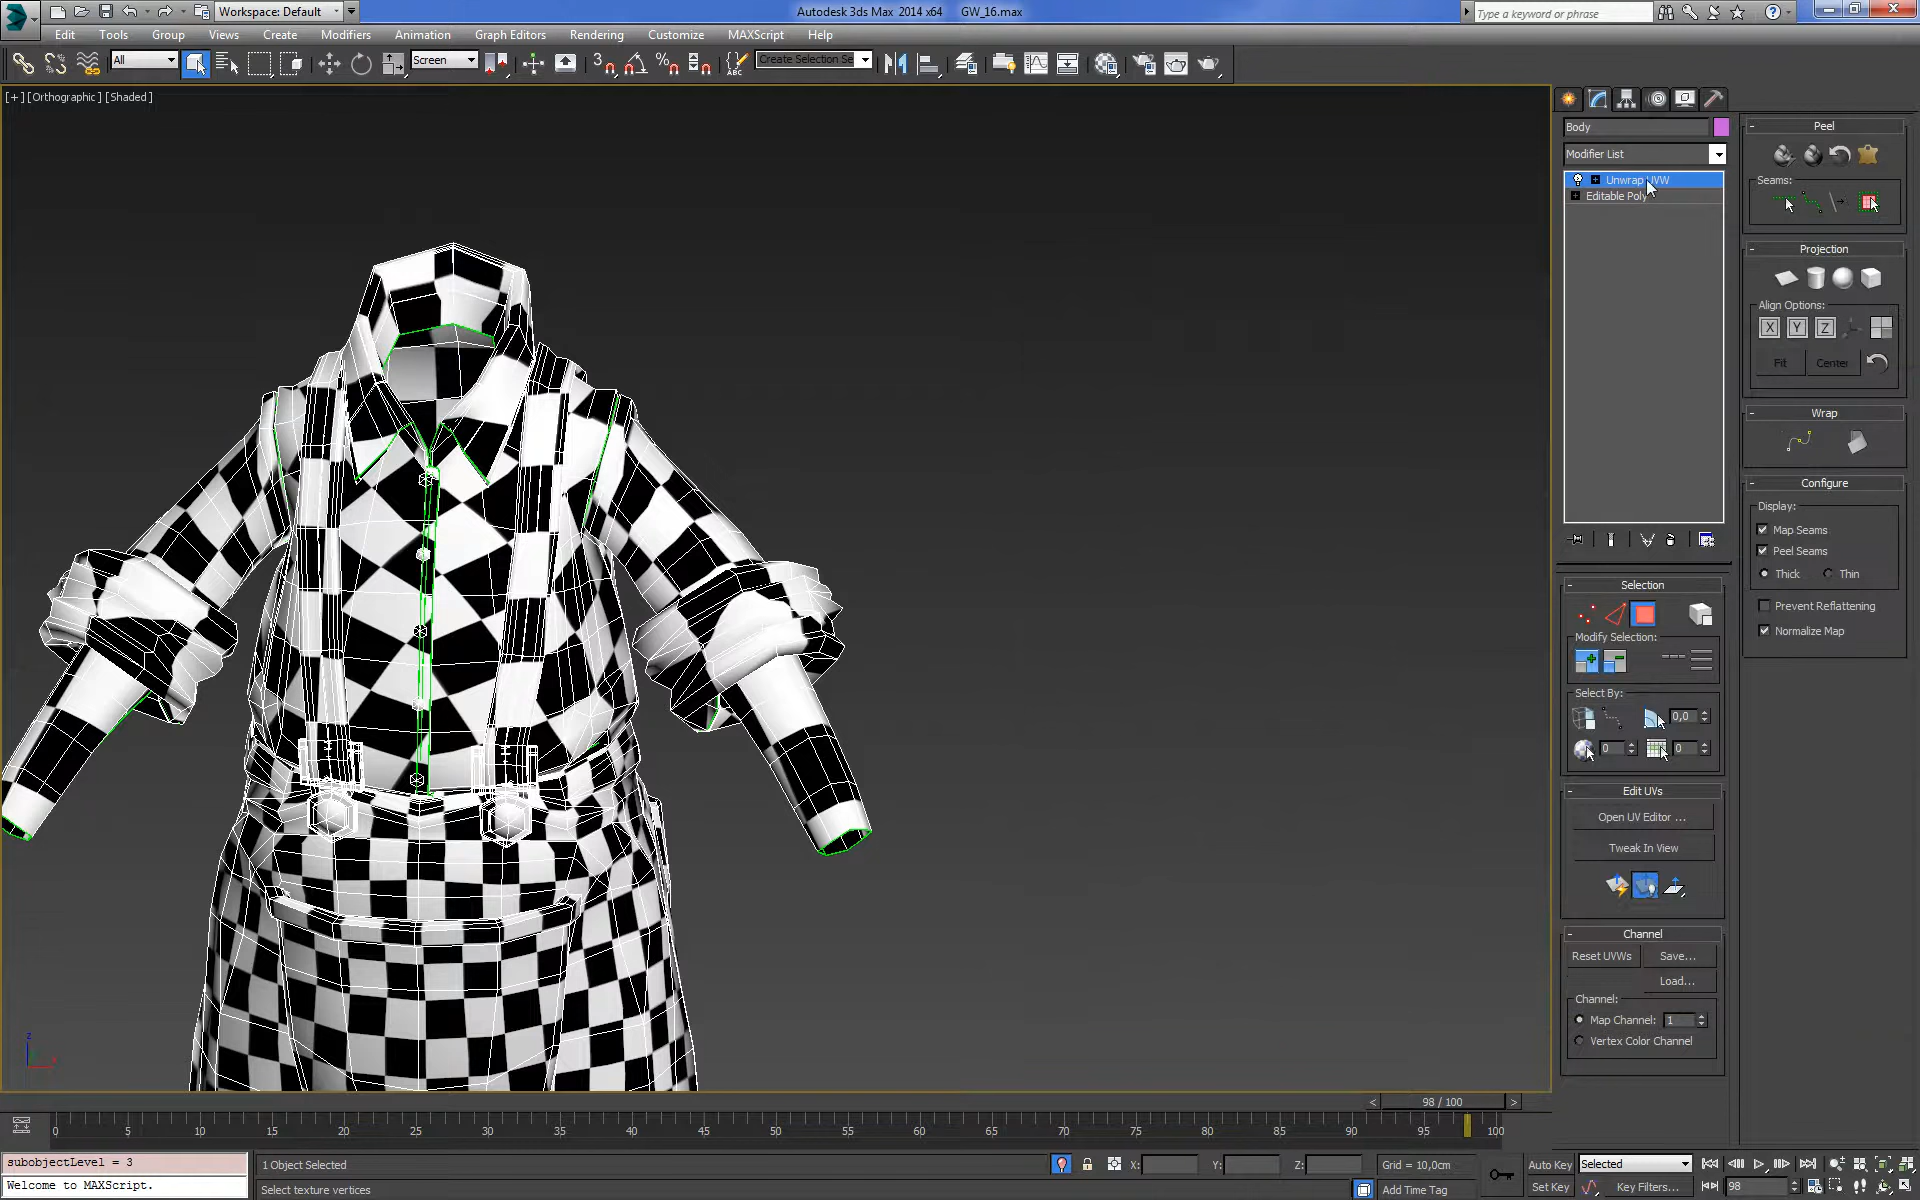 Workspace: Default
Autodesk 3ds Max 2014 x64 GW_16.max
Type a keyword or phrase
Edit Tools Group Views Create Modifiers Animation Graph Editors Rendering Customize MAXScript Help
All
Screen
3
%
ABC
Create Selection Se
[+] [Orthographic] [Shaded]
Body
Modifier List
Unwrap UVW
Editable Poly
Selection
Modify Selection:
Select By:
0,0
0
0
Edit UVs
Open UV Editor ...
Tweak In View
Channel
Reset UVWs Save...
Load...
Channel:
Map Channel: 1
Vertex Color Channel
Peel
Seams:
Projection
Align Options:
X Y Z
Fit Center
Wrap
Configure
Display:
Map Seams
Peel Seams
Thick Thin
Prevent Reflattening
Normalize Map
z
< 98 / 100 >
0 5 10 15 20 25 30 35 40 45 50 55 60 65 70 75 80 85 90 95 100
subobjectLevel = 3
Welcome to MAXScript.
1 Object Selected
Select texture vertices
X: Y: Z:
Grid = 10,0cm
Add Time Tag
Auto Key Selected
Set Key Key Filters...
98